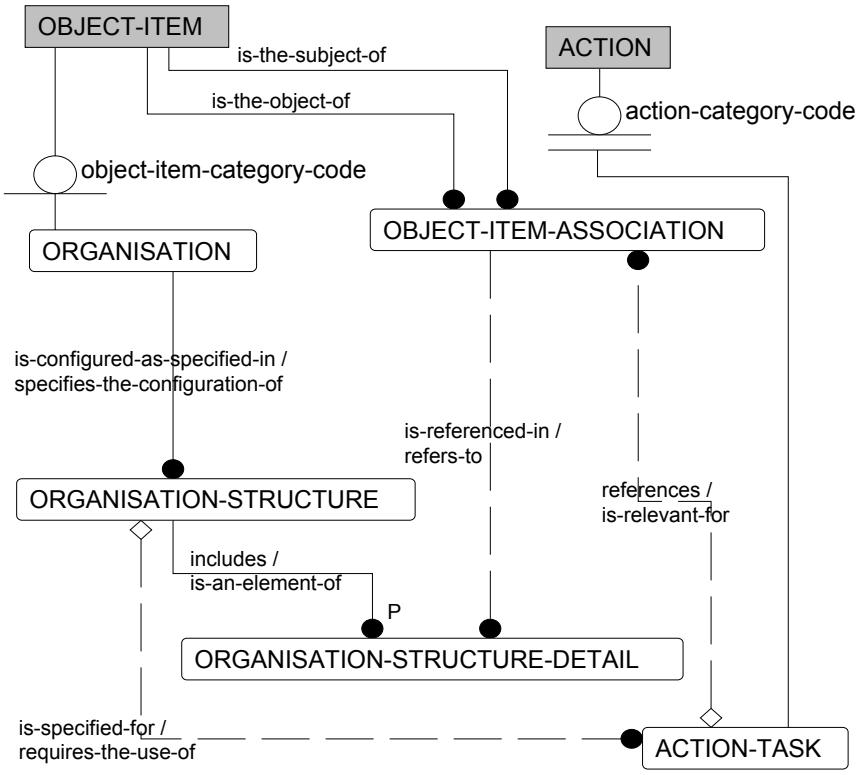 OBJECT-ITEM
ACTION
is-the-subject-of
is-the-object-of
action-category-code
object-item-category-code
OBJECT-ITEM-ASSOCIATION
ORGANISATION
is-configured-as-specified-in /
specifies-the-configuration-of
is-referenced-in /
refers-to
ORGANISATION-STRUCTURE
references /
is-relevant-for
includes /
is-an-element-of
P
ORGANISATION-STRUCTURE-DETAIL
is-specified-for /
requires-the-use-of
ACTION-TASK